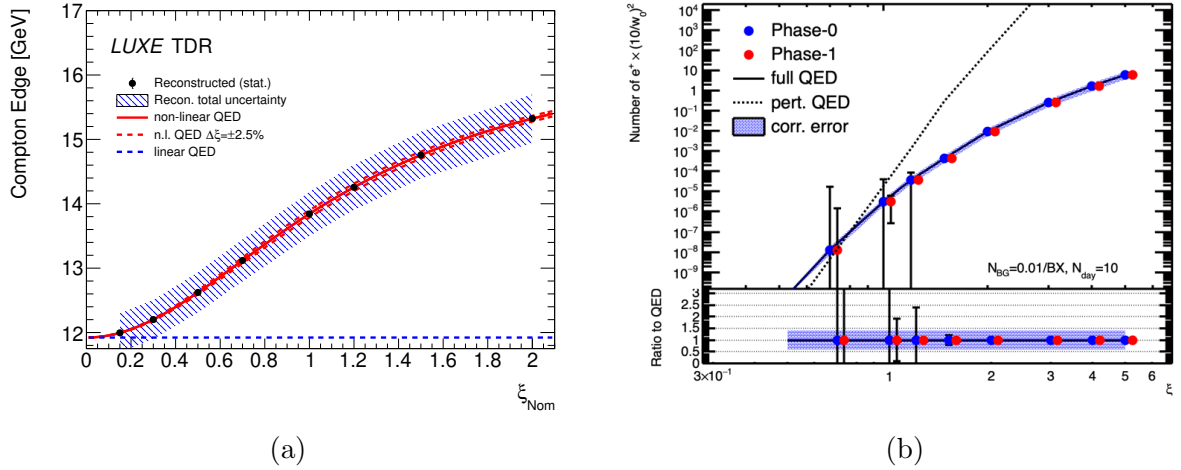 LUXE TDR
Reconstructed (stat.)
Recon. total uncertainty
non-linear QED
n.l. QED Δξ=±2.5%
linear QED
Compton Edge [GeV]
17
16
15
14
13
12
0 0.2 0.4 0.6 0.8 1 1.2 1.4 1.6 1.8 2
ξ_Nom
(a)
Number of e⁺ × (10/w₀)²
10⁴
10³
10²
10
1
10⁻¹
10⁻²
10⁻³
10⁻⁴
10⁻⁵
10⁻⁶
10⁻⁷
10⁻⁸
10⁻⁹
Phase-0
Phase-1
full QED
pert. QED
corr. error
N_BG=0.01/BX, N_day=10
Ratio to QED
3
2.5
2
1.5
1
0.5
0
3×10⁻¹ 1 2 3 4 5 6
ξ
(b)